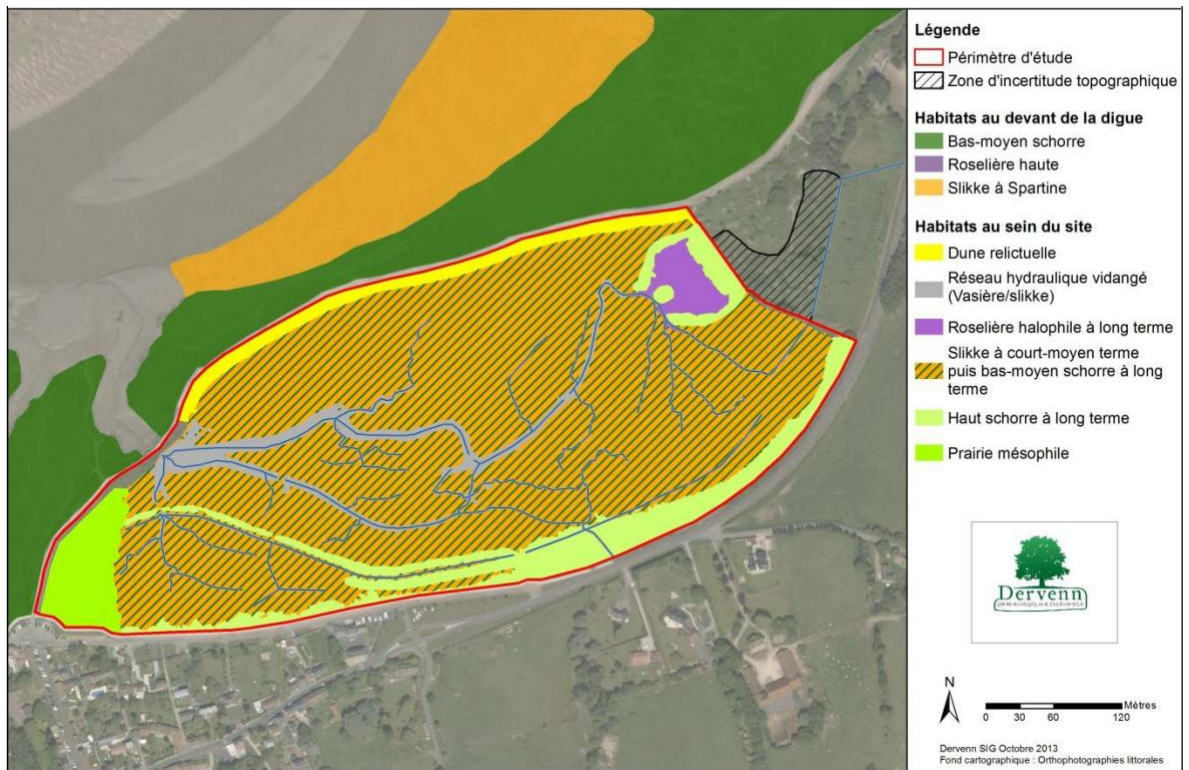 Légende
Périmètre d'étude
Zone d'incertitude topographique
Habitats au devant de la digue
Bas-moyen schorre
Roselière haute
Slikke à Spartine
Habitats au sein du site
Dune relictuelle
Réseau hydraulique vidangé
(Vasière/slikke)
Roselière halophile à long terme
Slikke à court-moyen terme
puis bas-moyen schorre à long
terme
Haut schorre à long terme
Prairie mésophile
Dervenn
N
Mètres
0 30 60 120
Dervenn SIG Octobre 2013
Fond cartographique : Orthophotographies littorales